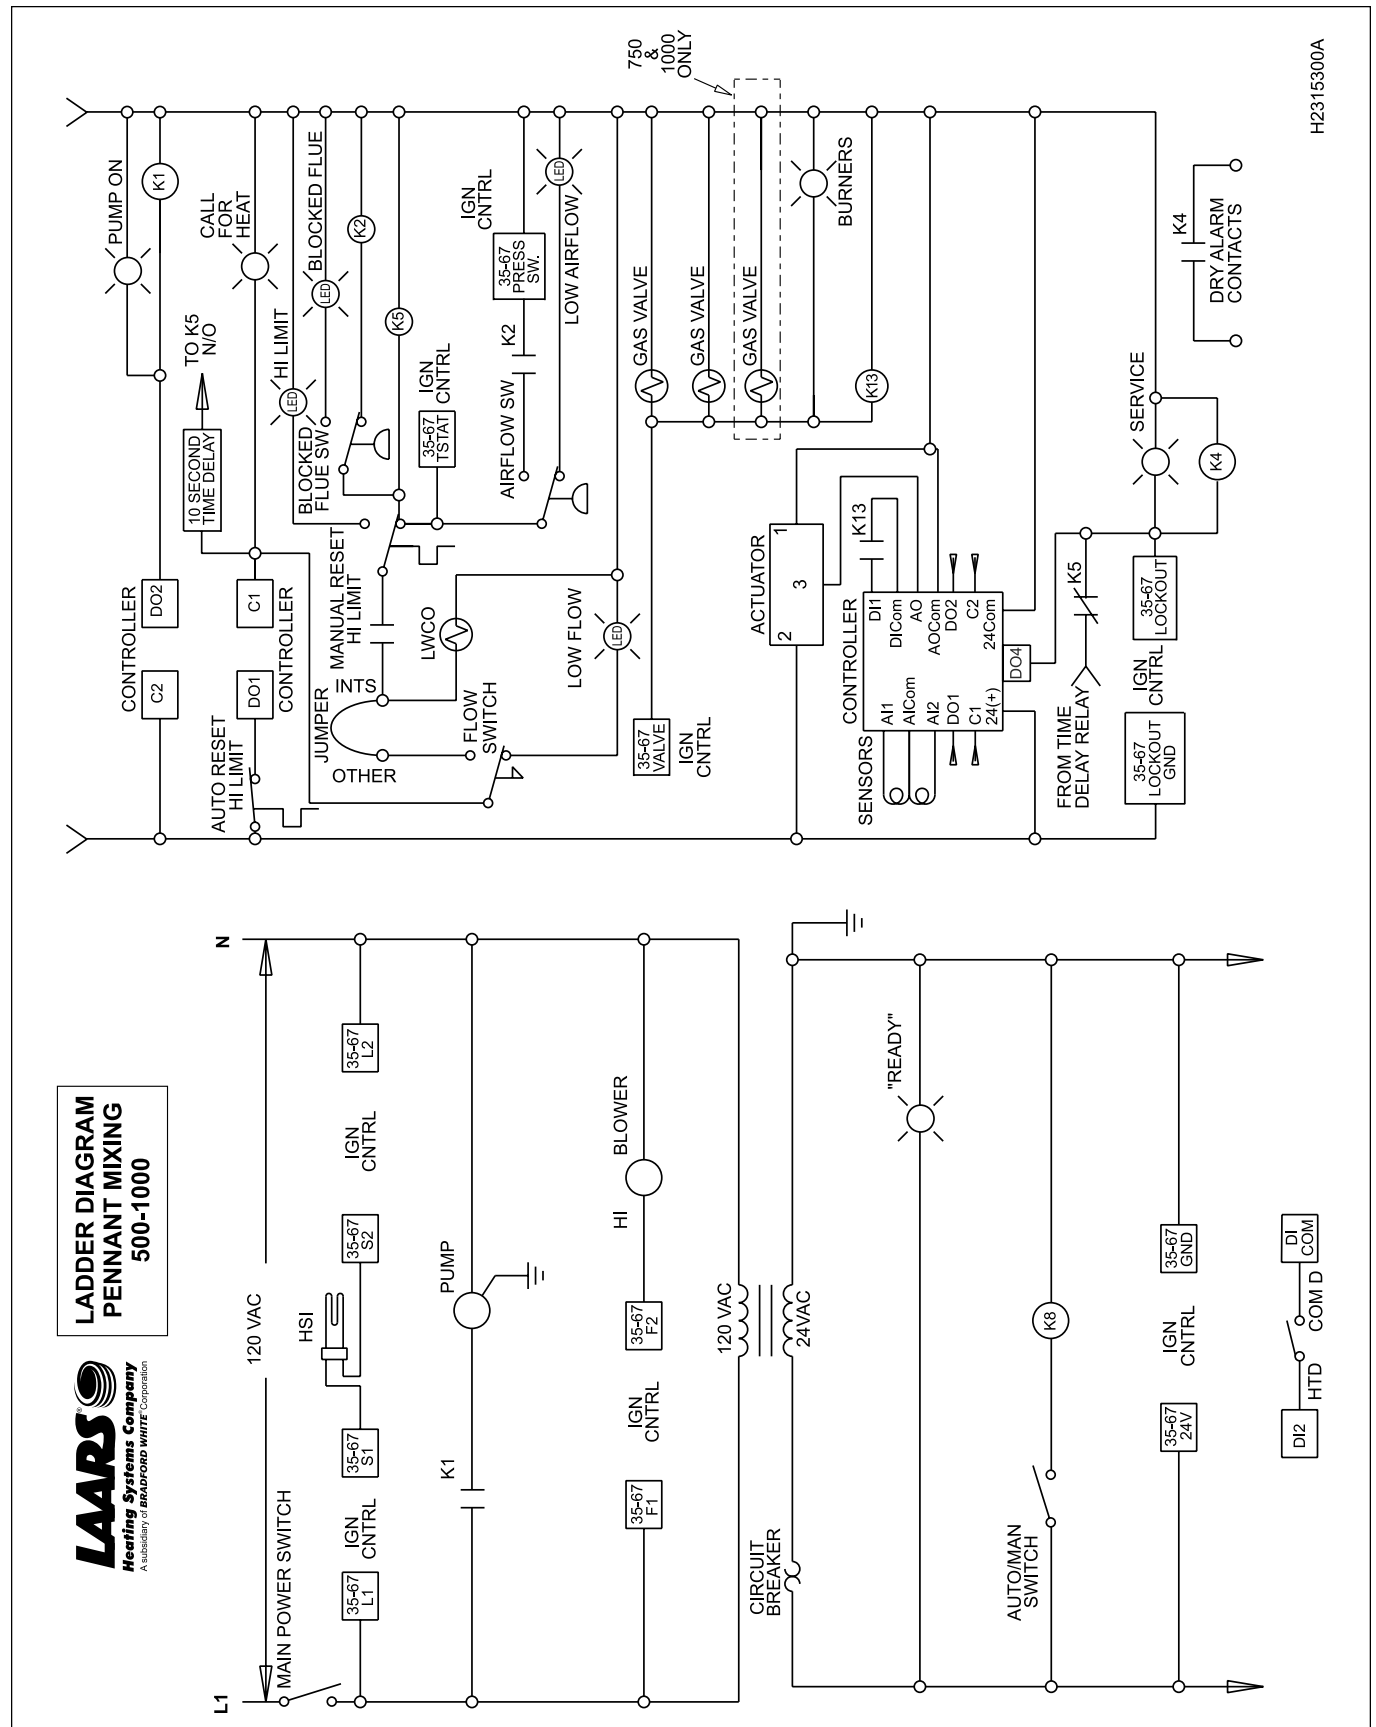 LAARS®
Heating Systems Company
A subsidiary of BRADFORD WHITE® Corporation
LADDER DIAGRAM
PENNANT MIXING
500-1000
L1
120 VAC
N
MAIN POWER SWITCH
35-67
L1
IGN
CNTRL
35-67
S1
HSI
35-67
S2
IGN
CNTRL
35-67
L2
K1
PUMP
35-67
F1
IGN
CNTRL
35-67
F2
HI
BLOWER
120 VAC
24VAC
CIRCUIT
BREAKER
"READY"
AUTO/MAN
SWITCH
K8
35-67
24V
IGN
CNTRL
35-67
GND
DI2
HTD
COM D
DI
COM
CONTROLLER
C2
DO2
PUMP ON
K1
AUTO RESET
HI LIMIT
DO1
C1
CONTROLLER
10 SECOND
TIME DELAY
TO K5
N/O
CALL
FOR
HEAT
JUMPER
INTS
OTHER
MANUAL RESET
HI LIMIT
HI LIMIT
LED
BLOCKED
FLUE SW
BLOCKED FLUE
LED
K2
K5
35-67
TSTAT
IGN
CNTRL
LWCO
FLOW
SWITCH
AIRFLOW SW
K2
35-67
PRESS
SW.
IGN
CNTRL
LOW AIRFLOW
LED
LOW FLOW
LED
35-67
VALVE
IGN
CNTRL
GAS VALVE
GAS VALVE
GAS VALVE
750
&
1000
ONLY
BURNERS
K13
ACTUATOR
2
3
1
SENSORS
CONTROLLER
AI1
AICom
AI2
DO1
C1
24(+)
DI1
DICom
AO
AOCom
DO2
C2
24Com
DO4
K13
FROM TIME
DELAY RELAY
K5
35-67
LOCKOUT
GND
IGN
CNTRL
35-67
LOCKOUT
SERVICE
K4
K4
DRY ALARM
CONTACTS
H2315300A